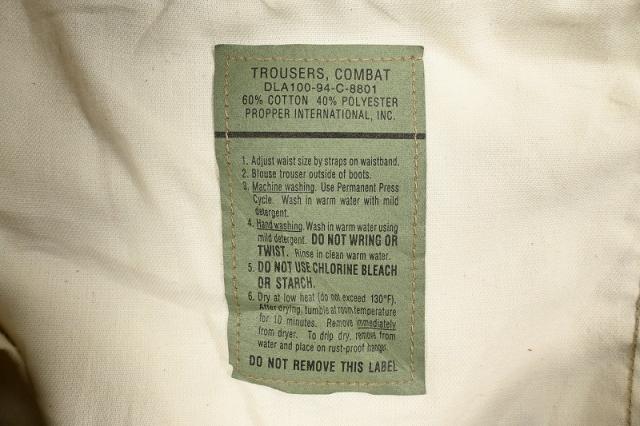 TROUSERS, COMBAT
DLA100-94-C-8801
60% COTTON 40% POLYESTER
PROPPER INTERNATIONAL, INC.
1. Adjust waist size by straps on waistband.
2. Blouse trouser outside of boots.
3. Machine washing. Use Permanent Press
Cycle. Wash in warm water with mild
detergent.
4. Hand washing. Wash in warm water using
mild detergent. DO NOT WRING OR
TWIST. Rinse in clean warm water.
5. DO NOT USE CHLORINE BLEACH
OR STARCH.
6. Dry at low heat (do not exceed 130°F).
After drying, tumble at room temperature
for 10 minutes. Remove immediately
from dryer. To drip dry, remove from
water and place on rust-proof hanger.
DO NOT REMOVE THIS LABEL